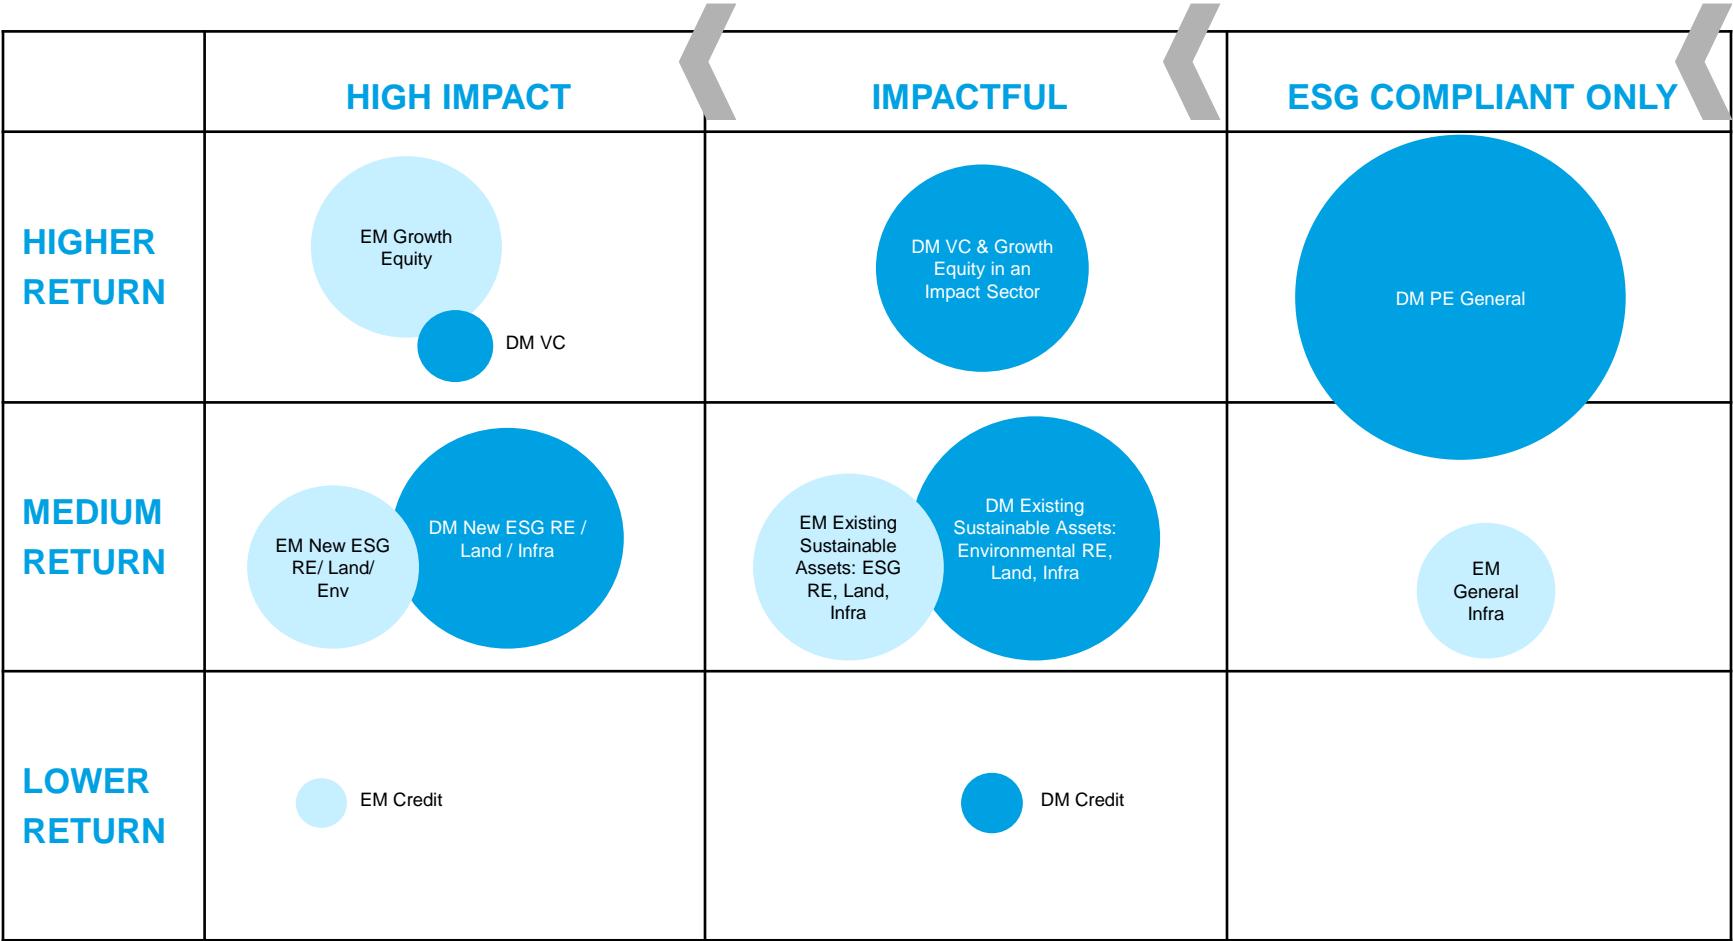 HIGH IMPACT
IMPACTFUL
ESG COMPLIANT ONLY
HIGHER
RETURN
EM Growth
Equity
DM VC
DM VC & Growth
Equity in an
Impact Sector
DM PE General
MEDIUM
RETURN
EM New ESG
RE/ Land/
Env
DM New ESG RE /
Land / Infra
EM Existing
Sustainable
Assets: ESG
RE, Land,
Infra
DM Existing
Sustainable Assets:
Environmental RE,
Land, Infra
EM
General
Infra
LOWER
RETURN
EM Credit
DM Credit